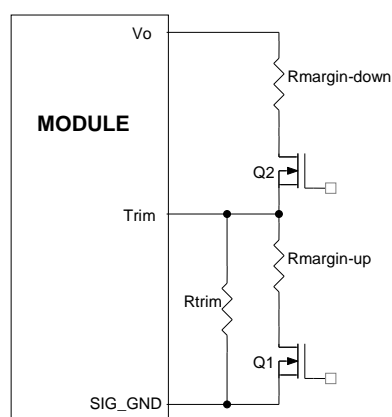 Vo
Rmargin-down
MODULE
Q2
Trim
Rmargin-up
Rtrim
Q1
SIG_GND